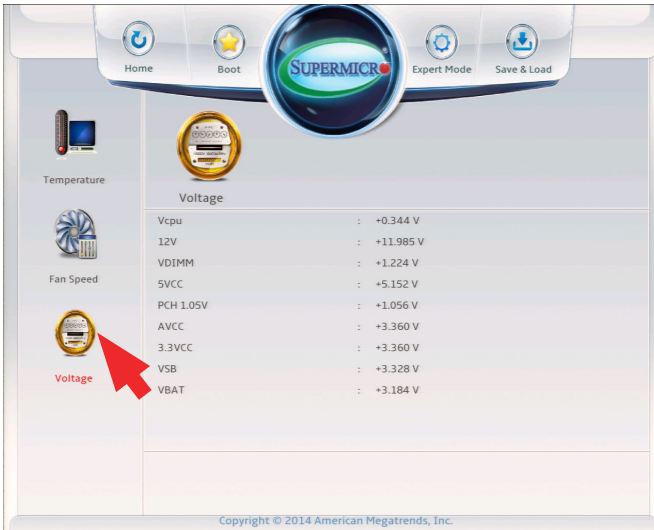 Home Boot SUPERMICRO Expert Mode Save & Load
Temperature
Fan Speed
Voltage
Voltage
Vcpu : +0.344 V
12V : +11.985 V
VDIMM : +1.224 V
5VCC : +5.152 V
PCH 1.05V : +1.056 V
AVCC : +3.360 V
3.3VCC : +3.360 V
VSB : +3.328 V
VBAT : +3.184 V
Copyright © 2014 American Megatrends, Inc.